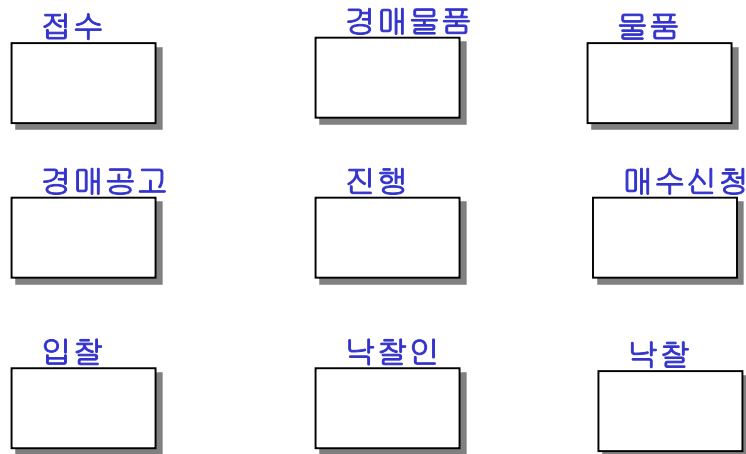 접수 경매물품 물품
경매공고 진행 매수신청
입찰 낙찰인 낙찰